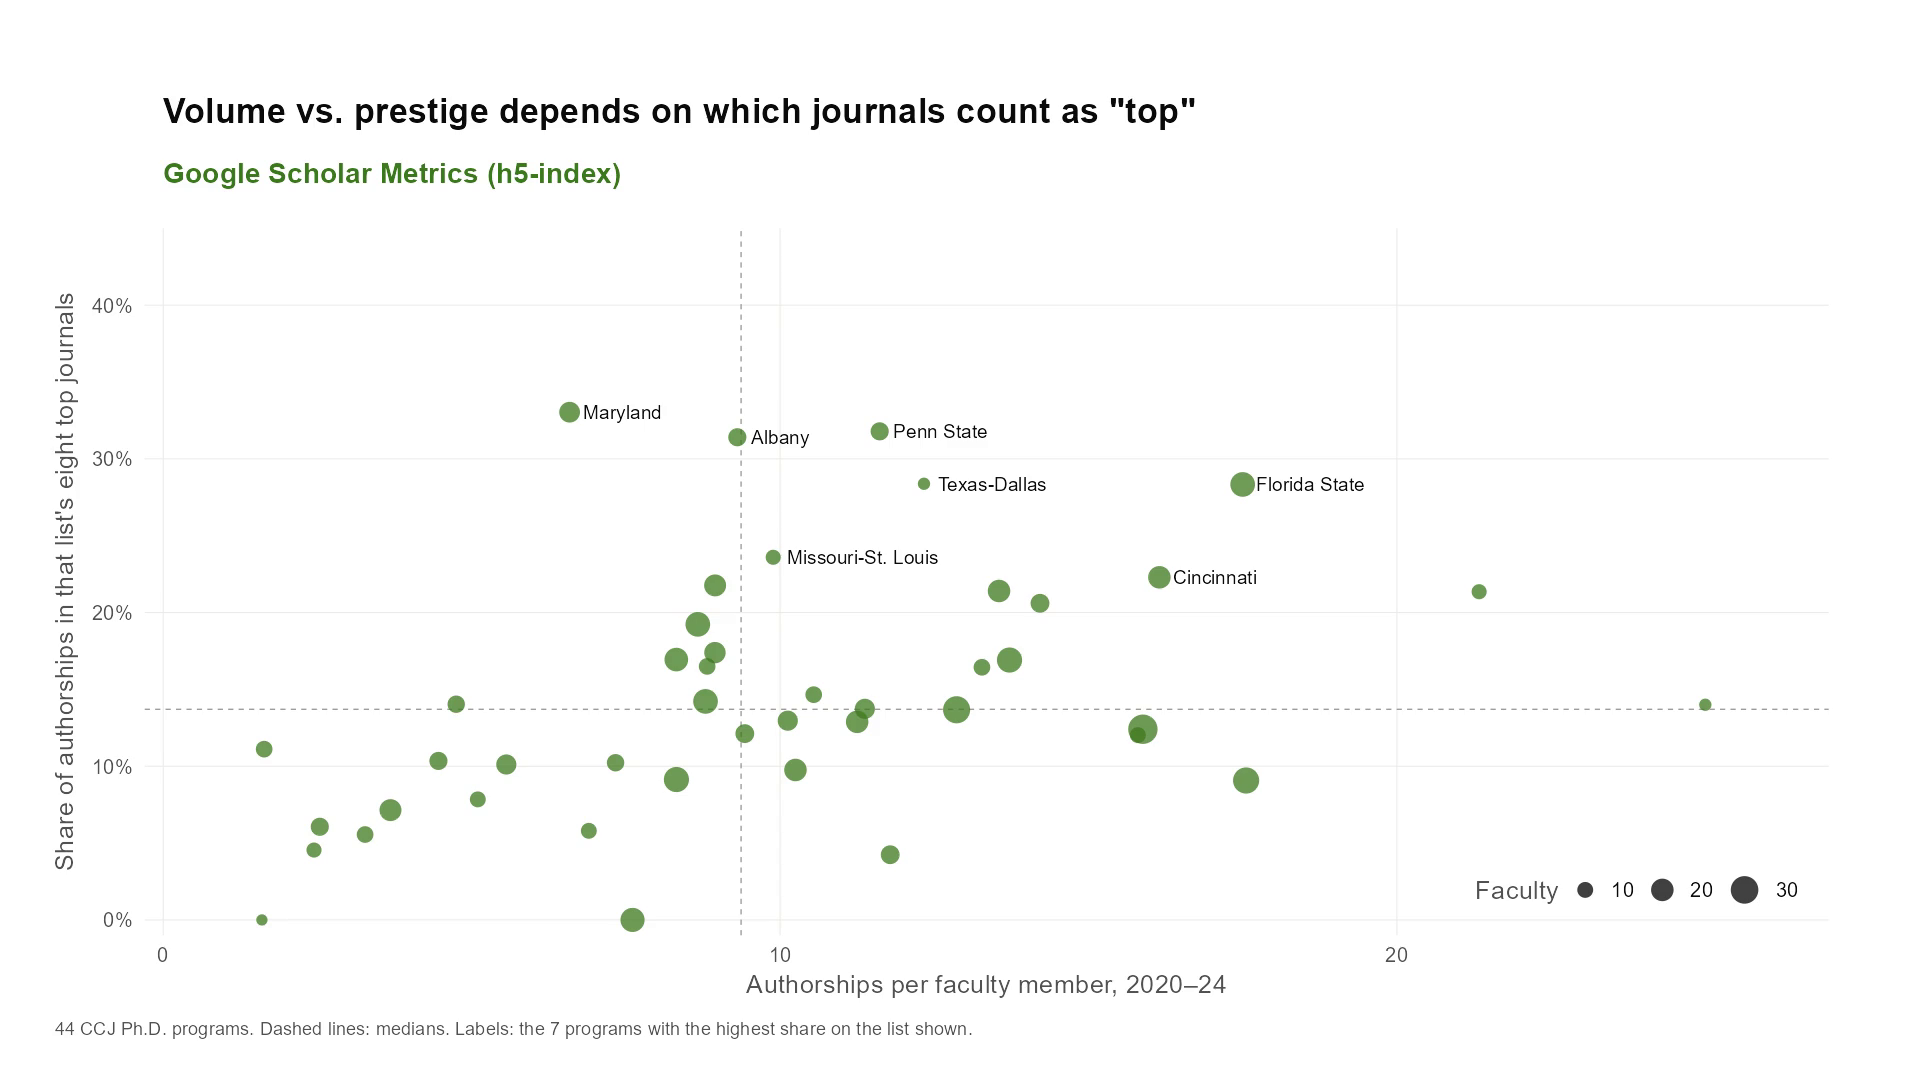 Volume vs. prestige depends on which journals count as "top"
Google Scholar Metrics (h5-index)
Share of authorships in that list's eight top journals
40%
30%
20%
10%
0%
Maryland
Albany
Penn State
Texas-Dallas
Florida State
Missouri-St. Louis
Cincinnati
Faculty 10 20 30
0 10 20
Authorships per faculty member, 2020–24
44 CCJ Ph.D. programs. Dashed lines: medians. Labels: the 7 programs with the highest share on the list shown.